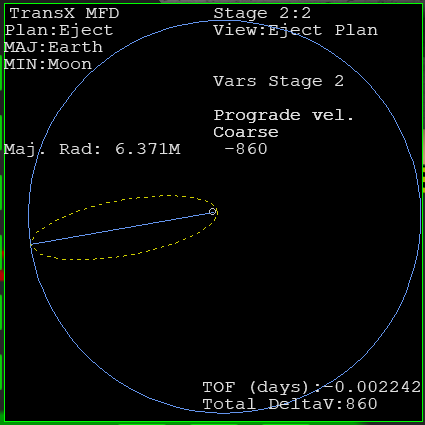 TransX MFD Stage 2:2
Plan:Eject View:Eject Plan
MAJ:Earth
MIN:Moon
Vars Stage 2
Prograde vel.
Coarse
Maj. Rad: 6.371M -860
TOF (days):-0.002242
Total DeltaV:860